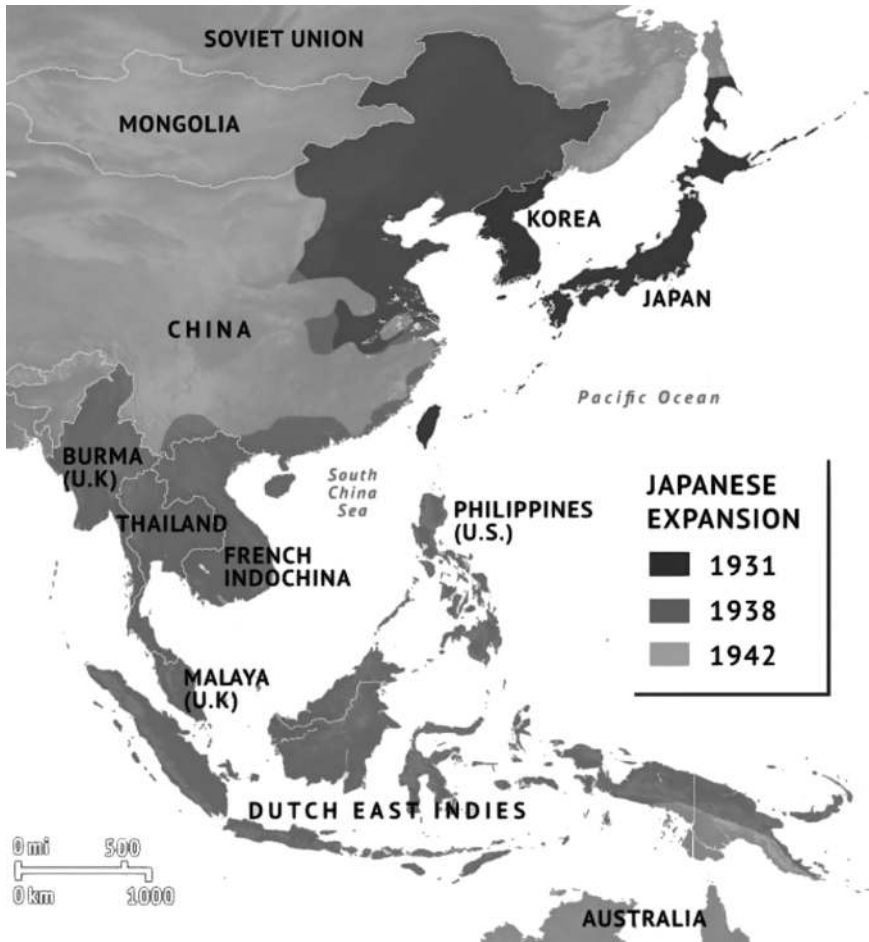 SOVIET UNION
MONGOLIA
KOREA
JAPAN
CHINA
Pacific Ocean
BURMA
(U.K)
South
China
Sea
PHILIPPINES
(U.S.)
THAILAND
FRENCH
INDOCHINA
JAPANESE
EXPANSION
1931
1938
1942
MALAYA
(U.K)
DUTCH EAST INDIES
0 mi 500
0 km 1000
AUSTRALIA